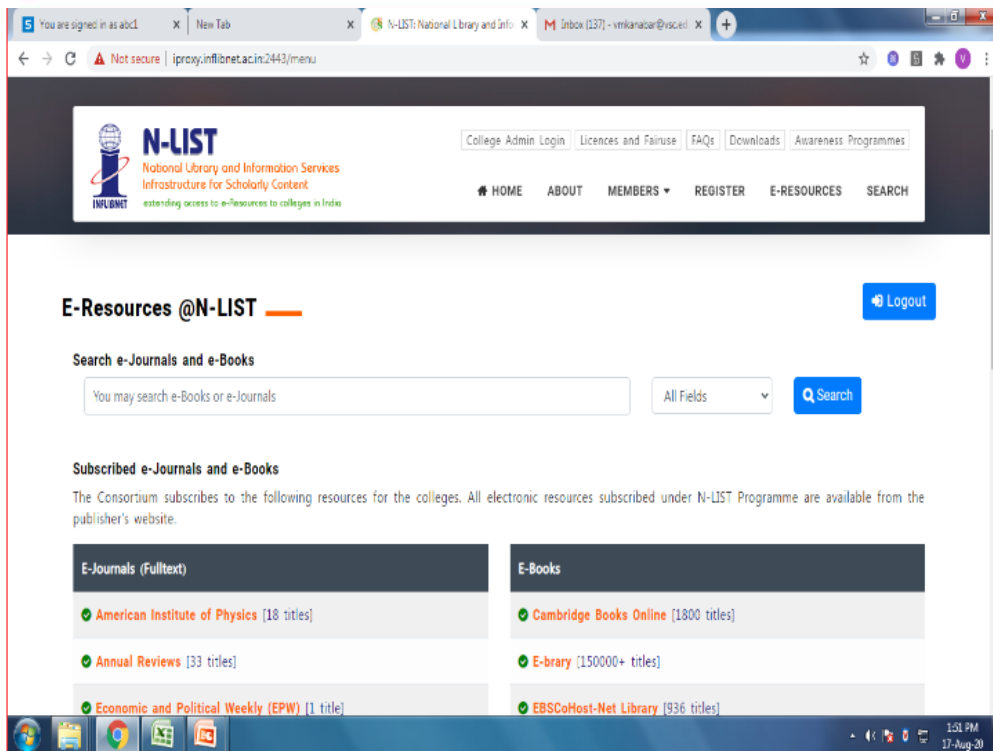 You are signed in as abc1
New Tab
N-LIST: National Library and Info
Inbox (137) - vmkanabar@vsc.ed
Not secure | iproxy.inflibnet.ac.in:2443/menu
V
INFLIBNET
N-LIST
National Library and Information Services
Infrastructure for Scholarly Content
extending access to e-Resources to colleges in India
College Admin Login Licences and Fairuse FAQs Downloads Awareness Programmes
HOME ABOUT MEMBERS REGISTER E-RESOURCES SEARCH
E-Resources @N-LIST
Logout
Search e-Journals and e-Books
You may search e-Books or e-Journals
All Fields
Search
Subscribed e-Journals and e-Books
The Consortium subscribes to the following resources for the colleges. All electronic resources subscribed under N-LIST Programme are available from the
publisher's website.
E-Journals (Fulltext)
American Institute of Physics [18 titles]
Annual Reviews [33 titles]
Economic and Political Weekly (EPW) [1 title]
E-Books
Cambridge Books Online [1800 titles]
E-brary [150000+ titles]
EBSCoHost-Net Library [936 titles]
1:51 PM
17-Aug-20